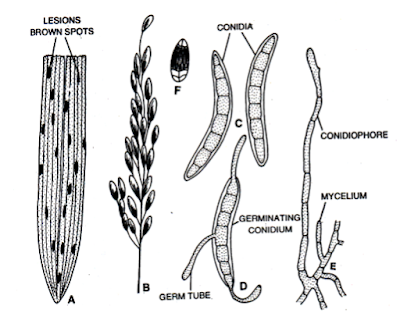 LESIONS
BROWN SPOTS
CONIDIA
F
C
CONIDIOPHORE
MYCELIUM
GERMINATING
CONIDIUM
E
GERM TUBE
D
B
A